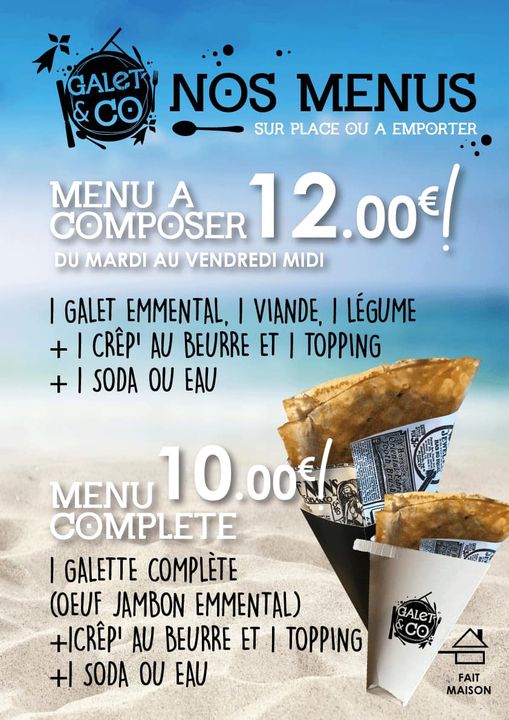 GALET
& CO
NOS MENUS
SUR PLACE OU A EMPORTER
MENU A
COMPOSER 12.00€!
DU MARDI AU VENDREDI MIDI
1 GALET EMMENTAL, 1 VIANDE, 1 LÉGUME
+ 1 CRÊP' AU BEURRE ET 1 TOPPING
+ 1 SODA OU EAU
MENU 10.00€!
COMPLETE
1 GALETTE COMPLÈTE
(OEUF JAMBON EMMENTAL)
+1CRÊP' AU BEURRE ET 1 TOPPING
+1 SODA OU EAU
GALET
& CO
FAIT
MAISON